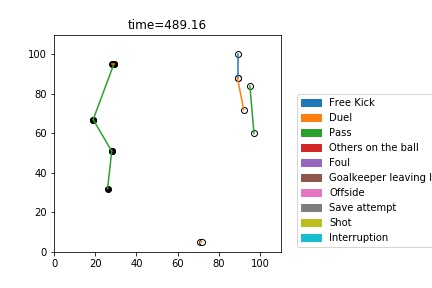 time=489.16
100
80
60
40
20
0
0
20
40
60
80
100
Free Kick
Duel
Pass
Others on the ball
Foul
Goalkeeper leaving l
Offside
Save attempt
Shot
Interruption